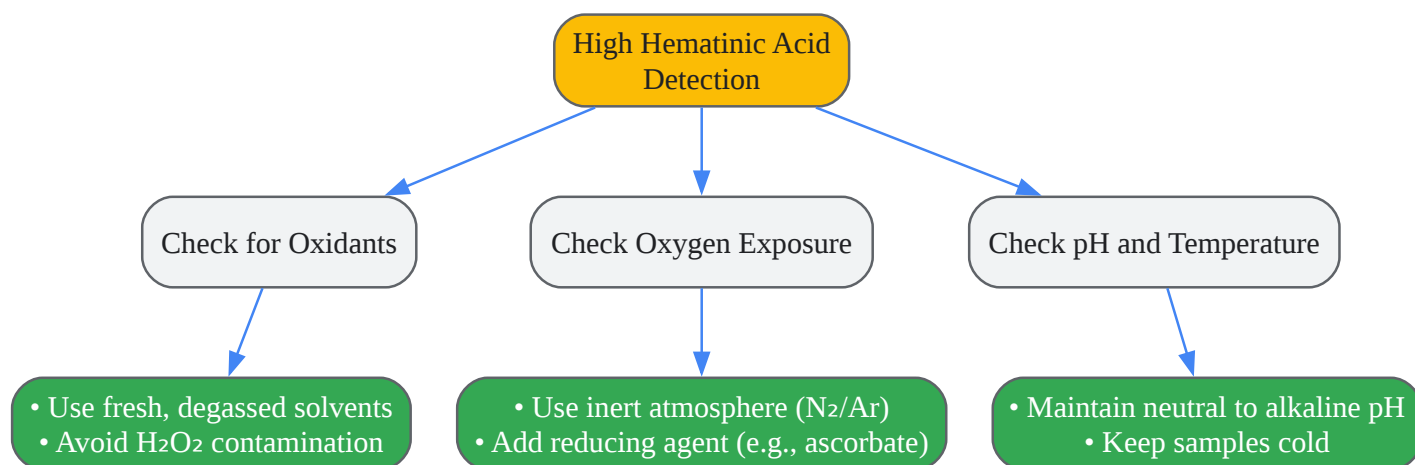 High Hematinic Acid
Detection
Check for Oxidants
Check Oxygen Exposure
Check pH and Temperature
• Use fresh, degassed solvents
• Avoid H₂O₂ contamination
• Use inert atmosphere (N₂/Ar)
• Add reducing agent (e.g., ascorbate)
• Maintain neutral to alkaline pH
• Keep samples cold